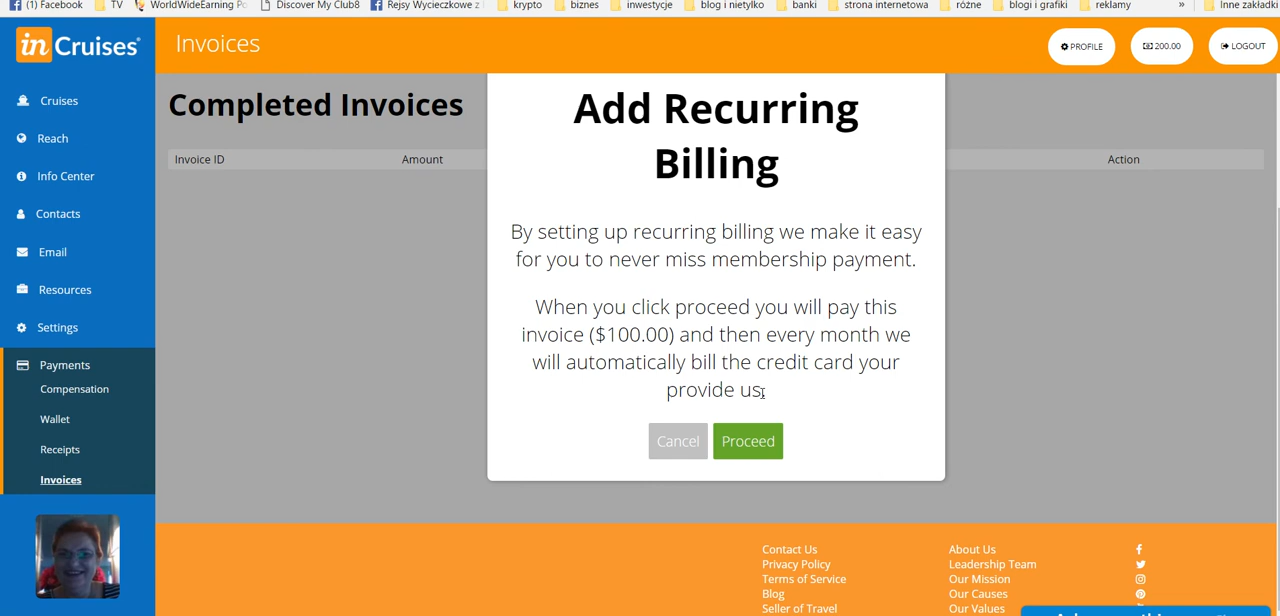 (1) Facebook TV WorldWideEarning Po Discover My Club8 Rejsy Wycieczkowe z krypto biznes inwestycje blog i nietylko banki strona internetowa różne blogi i grafiki reklamy » Inne zakładki
inCruises®
Invoices
PROFILE
200.00
LOGOUT
Cruises
Reach
Info Center
Contacts
Email
Resources
Settings
Payments
Compensation
Wallet
Receipts
Invoices
Completed Invoices
Invoice ID Amount Action
Add Recurring
Billing
By setting up recurring billing we make it easy
for you to never miss membership payment.
When you click proceed you will pay this
invoice ($100.00) and then every month we
will automatically bill the credit card your
provide us.
Cancel Proceed
Contact Us
Privacy Policy
Terms of Service
Blog
Seller of Travel
About Us
Leadership Team
Our Mission
Our Causes
Our Values